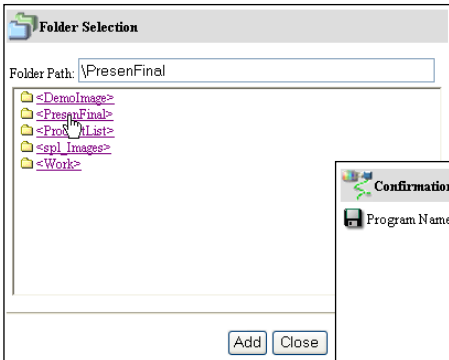 Folder Selection
Folder Path: \PresenFinal
<DemoImage>
<PresenFinal>
<spl_Images>
<Work>
Confirmation
Program Name
Add Close